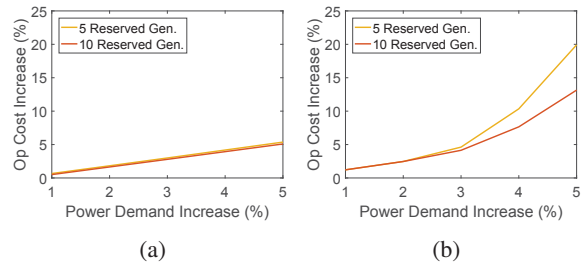 25
20
15
10
5
0
Op Cost Increase (%)
5 Reserved Gen.
10 Reserved Gen.
1 2 3 4 5
Power Demand Increase (%)
(a)
25
20
15
10
5
0
Op Cost Increase (%)
5 Reserved Gen.
10 Reserved Gen.
1 2 3 4 5
Power Demand Increase (%)
(b)